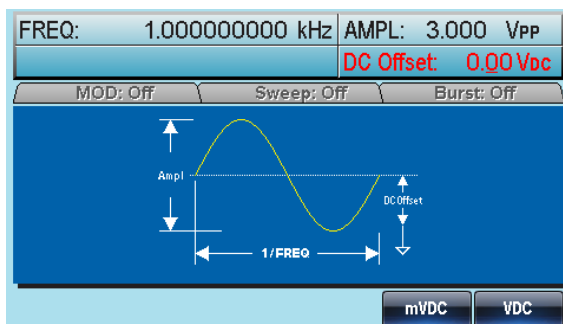 FREQ: 1.000000000 kHz AMPL: 3.000 VPP
DC Offset: 0.00 VDC
MOD: Off Sweep: Off Burst: Off
Ampl
DC Offset
1/FREQ
mVDC VDC